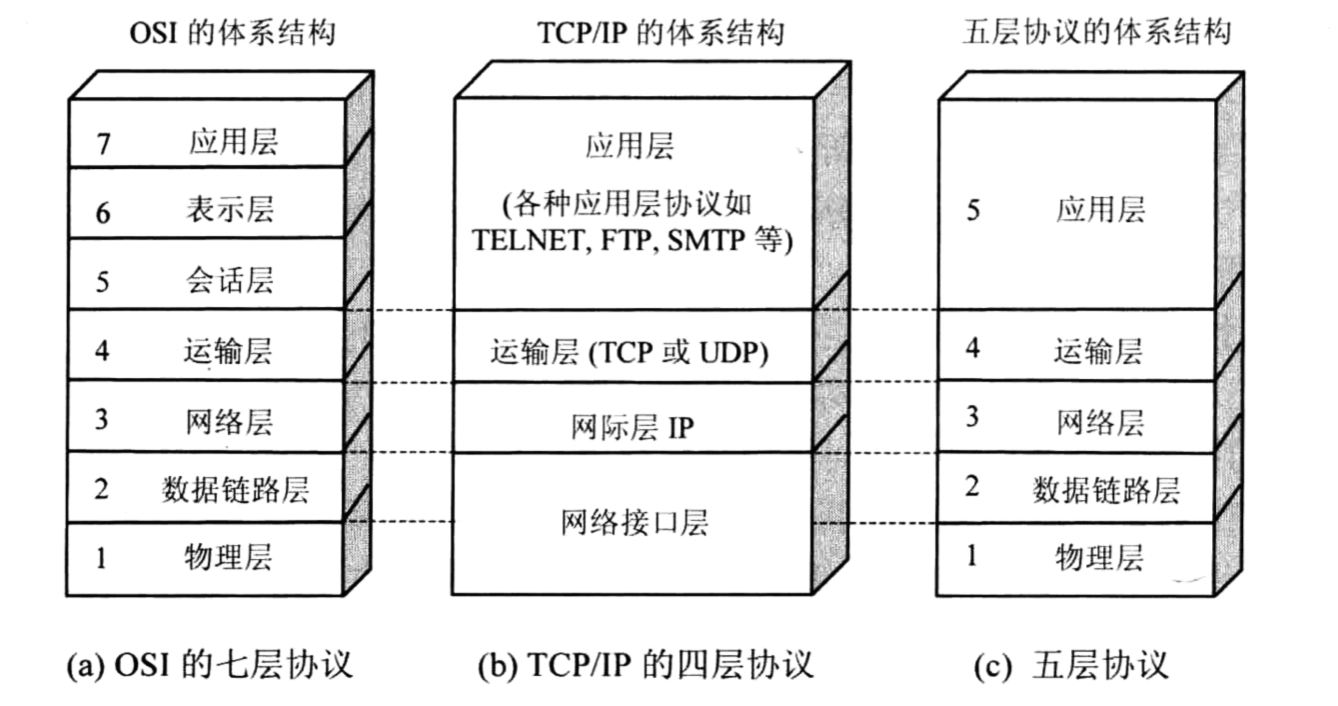 OSI 的体系结构
7 应用层
6 表示层
5 会话层
4 运输层
3 网络层
2 数据链路层
1 物理层
(a) OSI 的七层协议
TCP/IP 的体系结构
应用层
(各种应用层协议如
TELNET, FTP, SMTP 等)
运输层 (TCP 或 UDP)
网际层 IP
网络接口层
(b) TCP/IP 的四层协议
五层协议的体系结构
5 应用层
4 运输层
3 网络层
2 数据链路层
1 物理层
(c) 五层协议